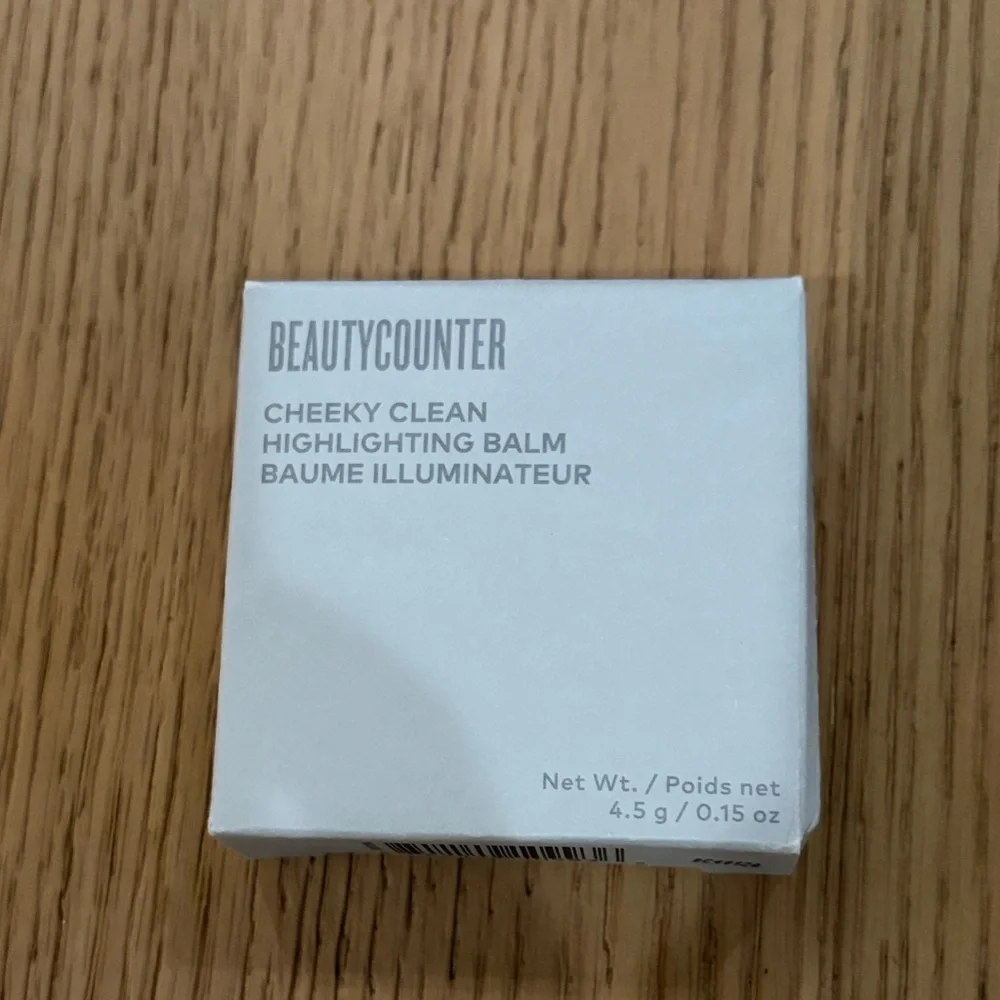 BEAUTYCOUNTER
CHEEKY CLEAN
HIGHLIGHTING BALM
BAUME ILLUMINATEUR
Net Wt. / Poids net
4.5 g / 0.15 oz